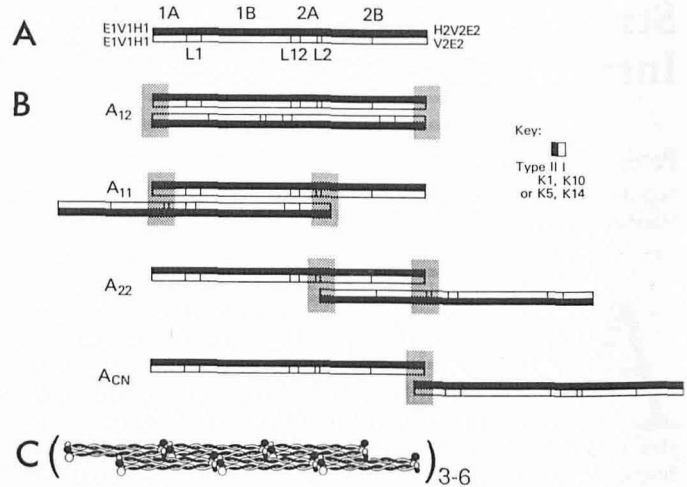 1A 1B 2A 2B
A E1V1H1 H2V2E2
E1V1H1 V2E2
L1 L12 L2
B
A12
Key:
Type II I
K1, K10
or K5, K14
A11
A22
ACN
C ( )3-6